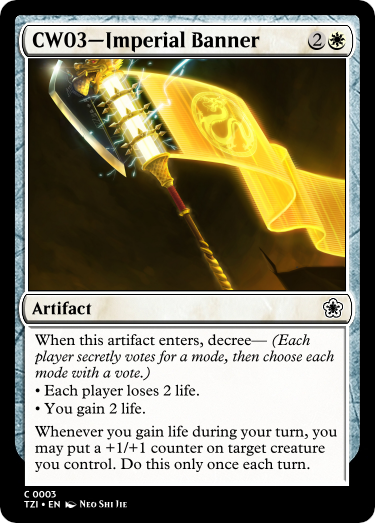 CW03—Imperial Banner 2
Artifact
When this artifact enters, decree— (Each
player secretly votes for a mode, then choose each
mode with a vote.)
• Each player loses 2 life.
• You gain 2 life.
Whenever you gain life during your turn, you
may put a +1/+1 counter on target creature
you control. Do this only once each turn.
C 0003
TZI • EN Neo Shi Jie